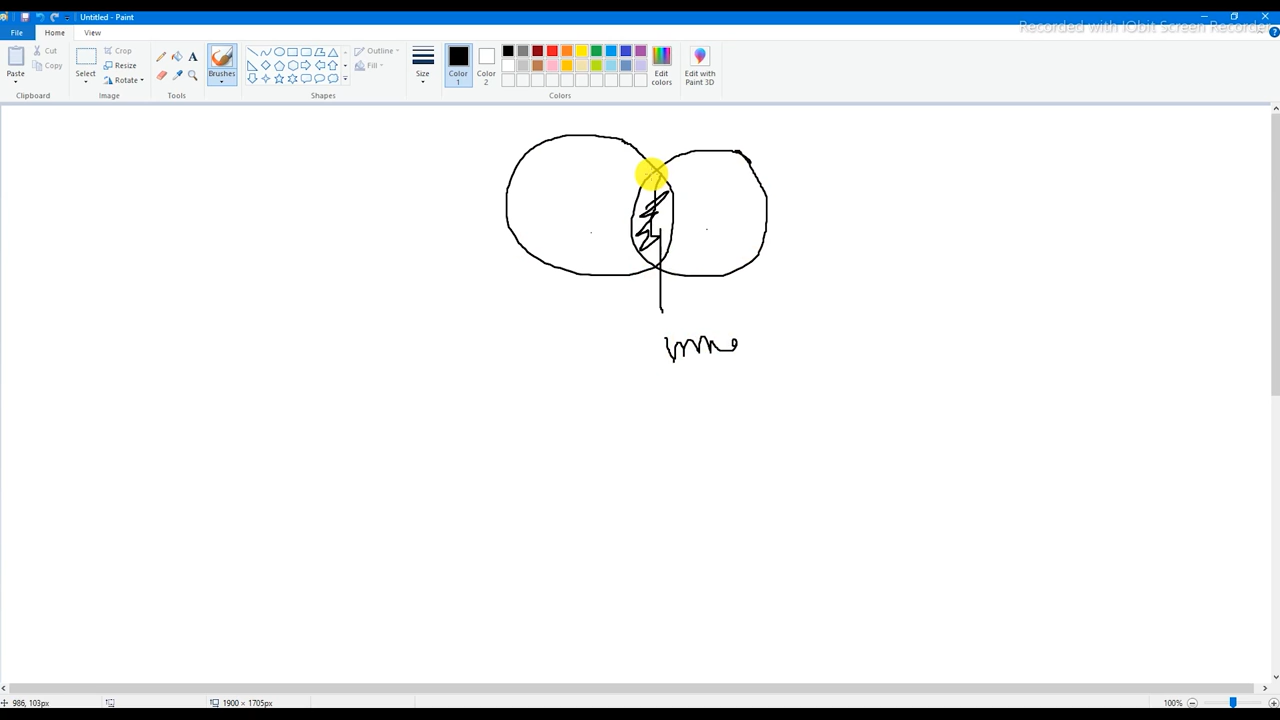 Untitled - Paint
Recorded with IObit Screen Recorder
File Home View
Paste
Cut
Copy
Clipboard
Select
Crop
Resize
Rotate
Image
Tools
Brushes
Shapes
Outline
Fill
Size
Color 1
Color 2
Colors
Edit colors
Edit with Paint 3D
986, 103px
1900 × 1705px
100%